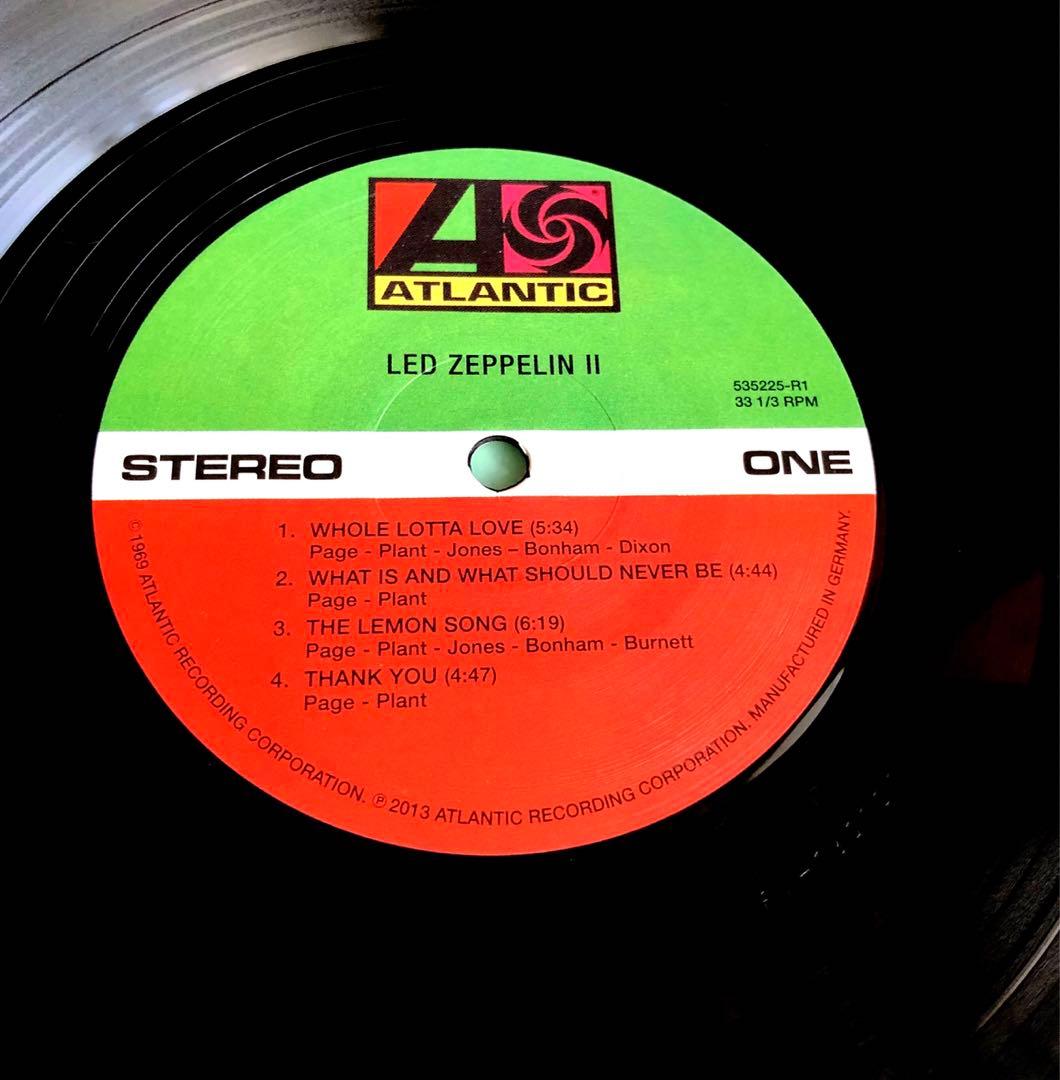 ATLANTIC
LED ZEPPELIN II
535225-R1
33 1/3 RPM
STEREO
ONE
1. WHOLE LOTTA LOVE (5:34)
Page - Plant - Jones – Bonham - Dixon
2. WHAT IS AND WHAT SHOULD NEVER BE (4:44)
Page - Plant
3. THE LEMON SONG (6:19)
Page - Plant - Jones - Bonham - Burnett
4. THANK YOU (4:47)
Page - Plant
©1969 ATLANTIC RECORDING CORPORATION. ℗ 2013 ATLANTIC RECORDING CORPORATION. MANUFACTURED IN GERMANY.